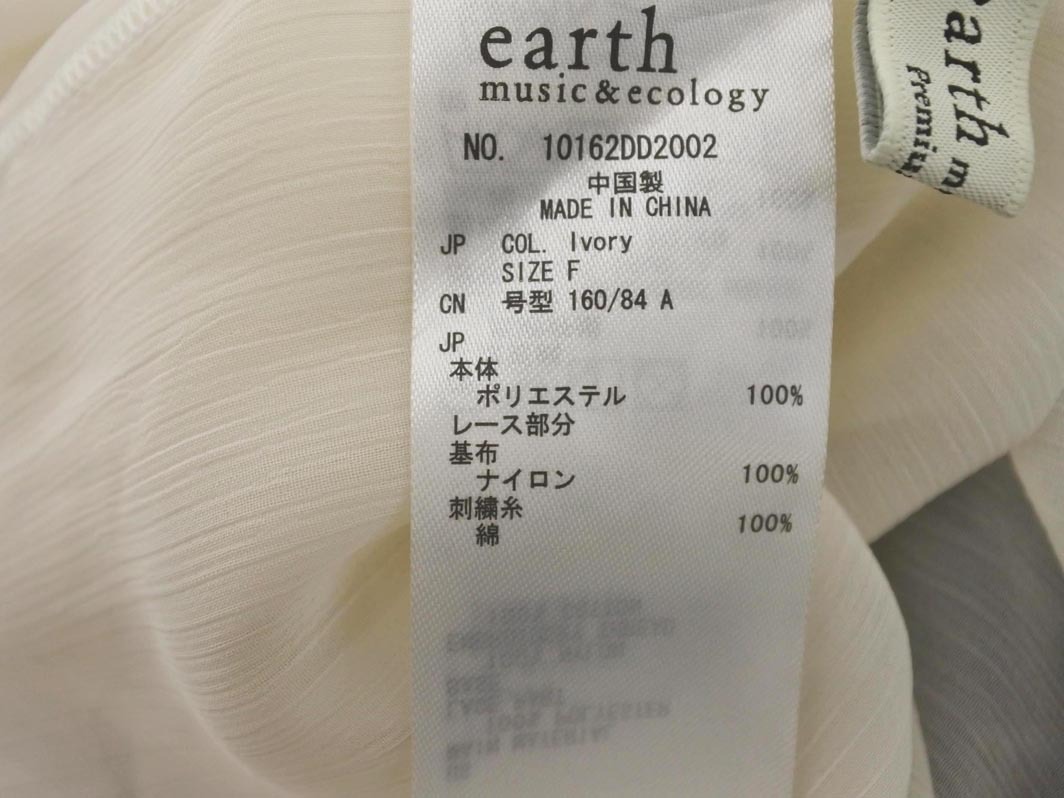 earth
music&ecology
NO. 10162DD2002
中国製
MADE IN CHINA
JP COL. Ivory
SIZE F
CN 号型 160/84 A
JP
本体
ポリエステル 100%
レース部分
基布
ナイロン 100%
刺繍糸
綿 100%
earth m